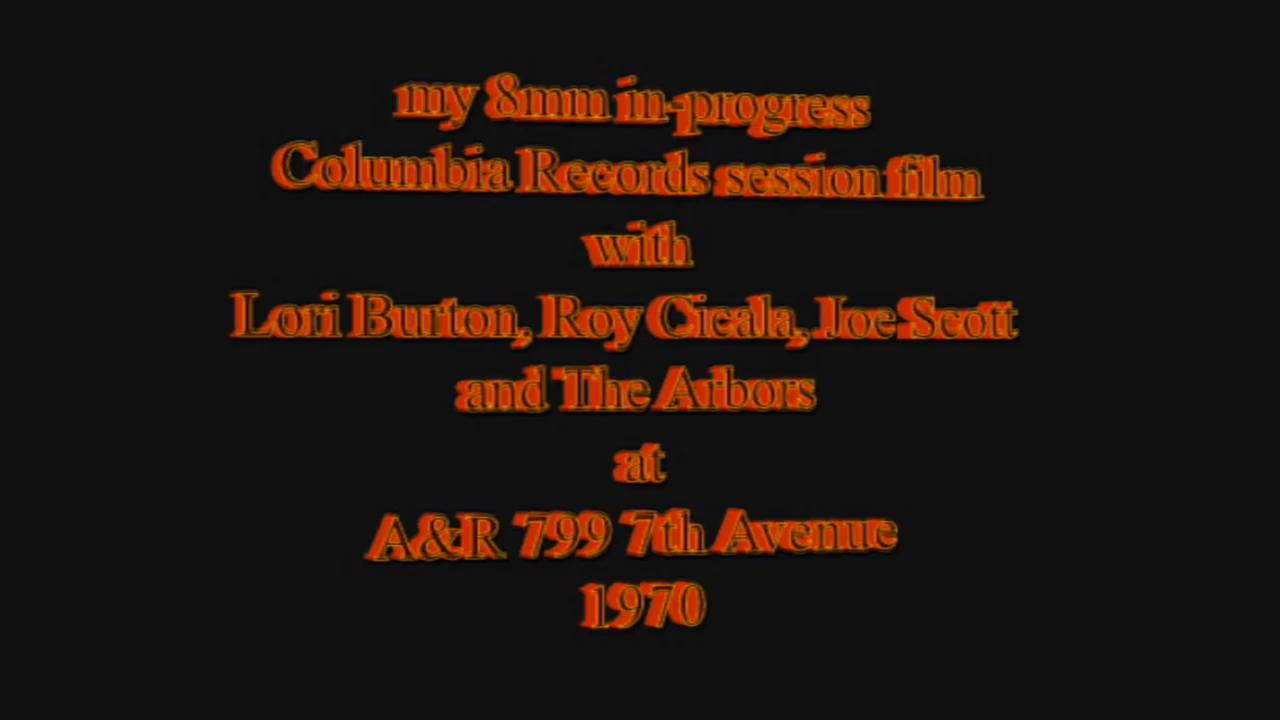 my 8mm in-progress
Columbia Records session film
with
Lori Burton, Roy Cicala, Joe Scott
and The Arbors
at
A&R 799 7th Avenue
1970